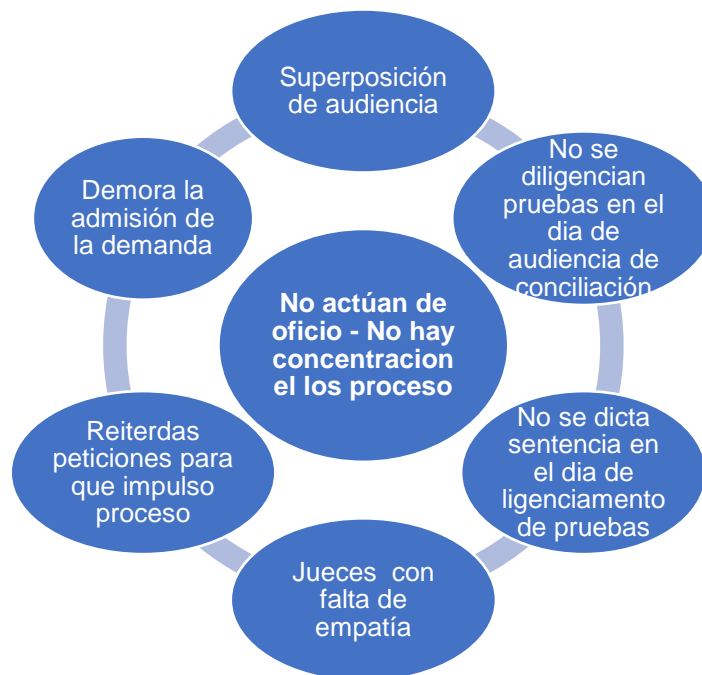 Superposición
de audiencia
No se
diligencian
pruebas en el
dia de
audiencia de
conciliación
No se dicta
sentencia en
el dia de
ligenciamento
de pruebas
Jueces con
falta de
empatía
Reiterdas
peticiones para
que impulso
proceso
Demora la
admisión de
la demanda
No actúan de
oficio - No hay
concentracion
el los proceso